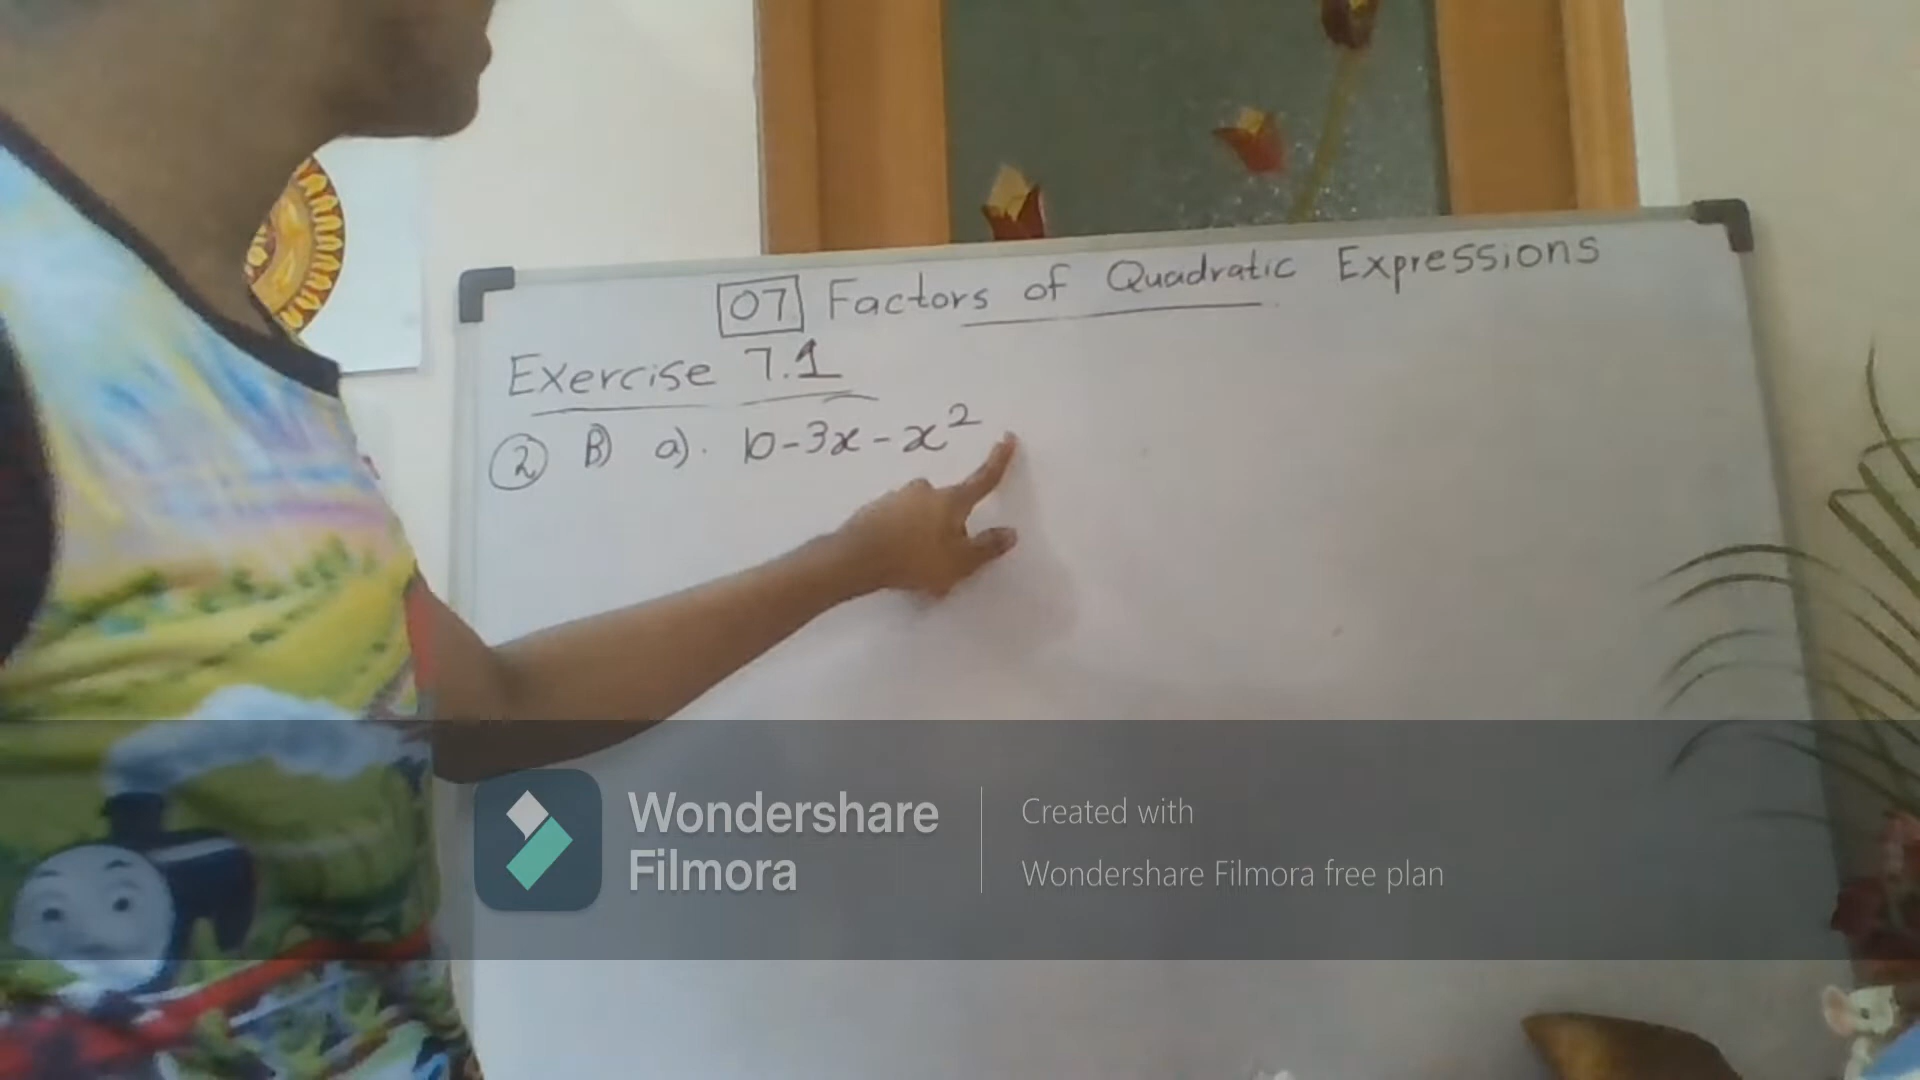 07 Factors of Quadratic Expressions
Exercise 7.1
2 B) a). 10-3x-x²
Wondershare
Filmora
Created with
Wondershare Filmora free plan